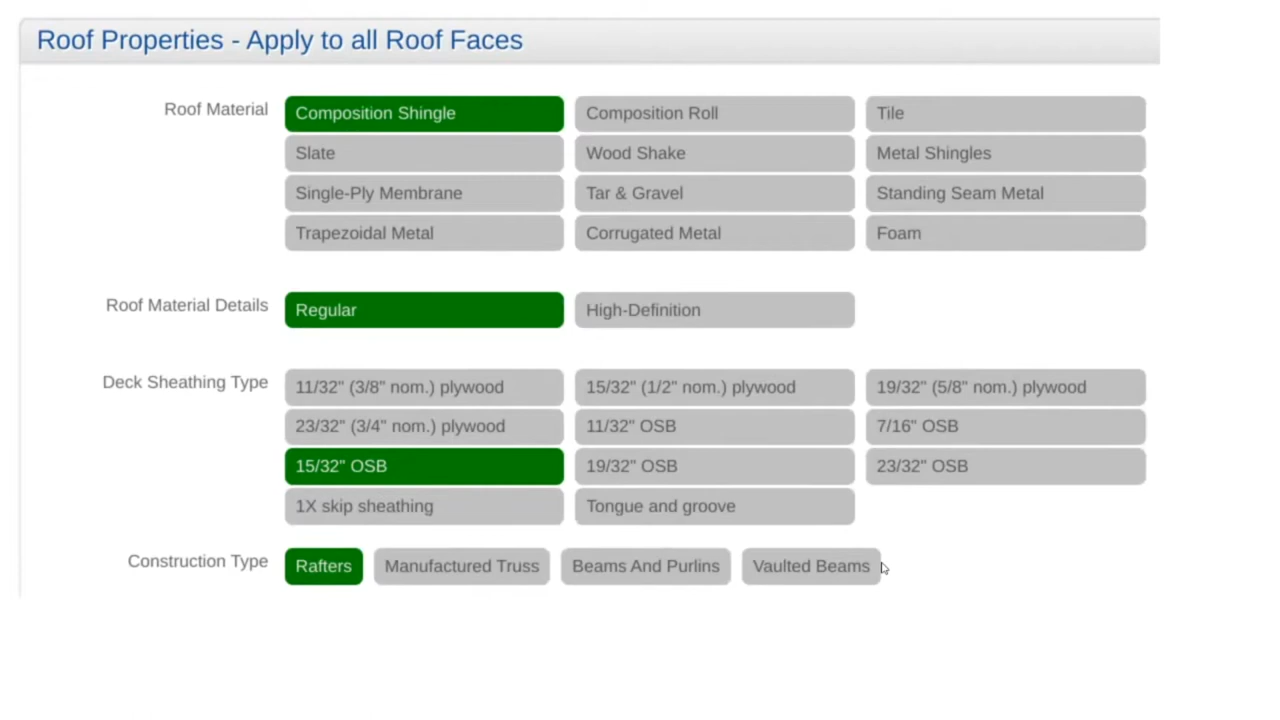 Roof Properties - Apply to all Roof Faces
Roof Material
Composition Shingle Composition Roll Tile
Slate Wood Shake Metal Shingles
Single-Ply Membrane Tar & Gravel Standing Seam Metal
Trapezoidal Metal Corrugated Metal Foam
Roof Material Details
Regular High-Definition
Deck Sheathing Type
11/32" (3/8" nom.) plywood 15/32" (1/2" nom.) plywood 19/32" (5/8" nom.) plywood
23/32" (3/4" nom.) plywood 11/32" OSB 7/16" OSB
15/32" OSB 19/32" OSB 23/32" OSB
1X skip sheathing Tongue and groove
Construction Type
Rafters Manufactured Truss Beams And Purlins Vaulted Beams